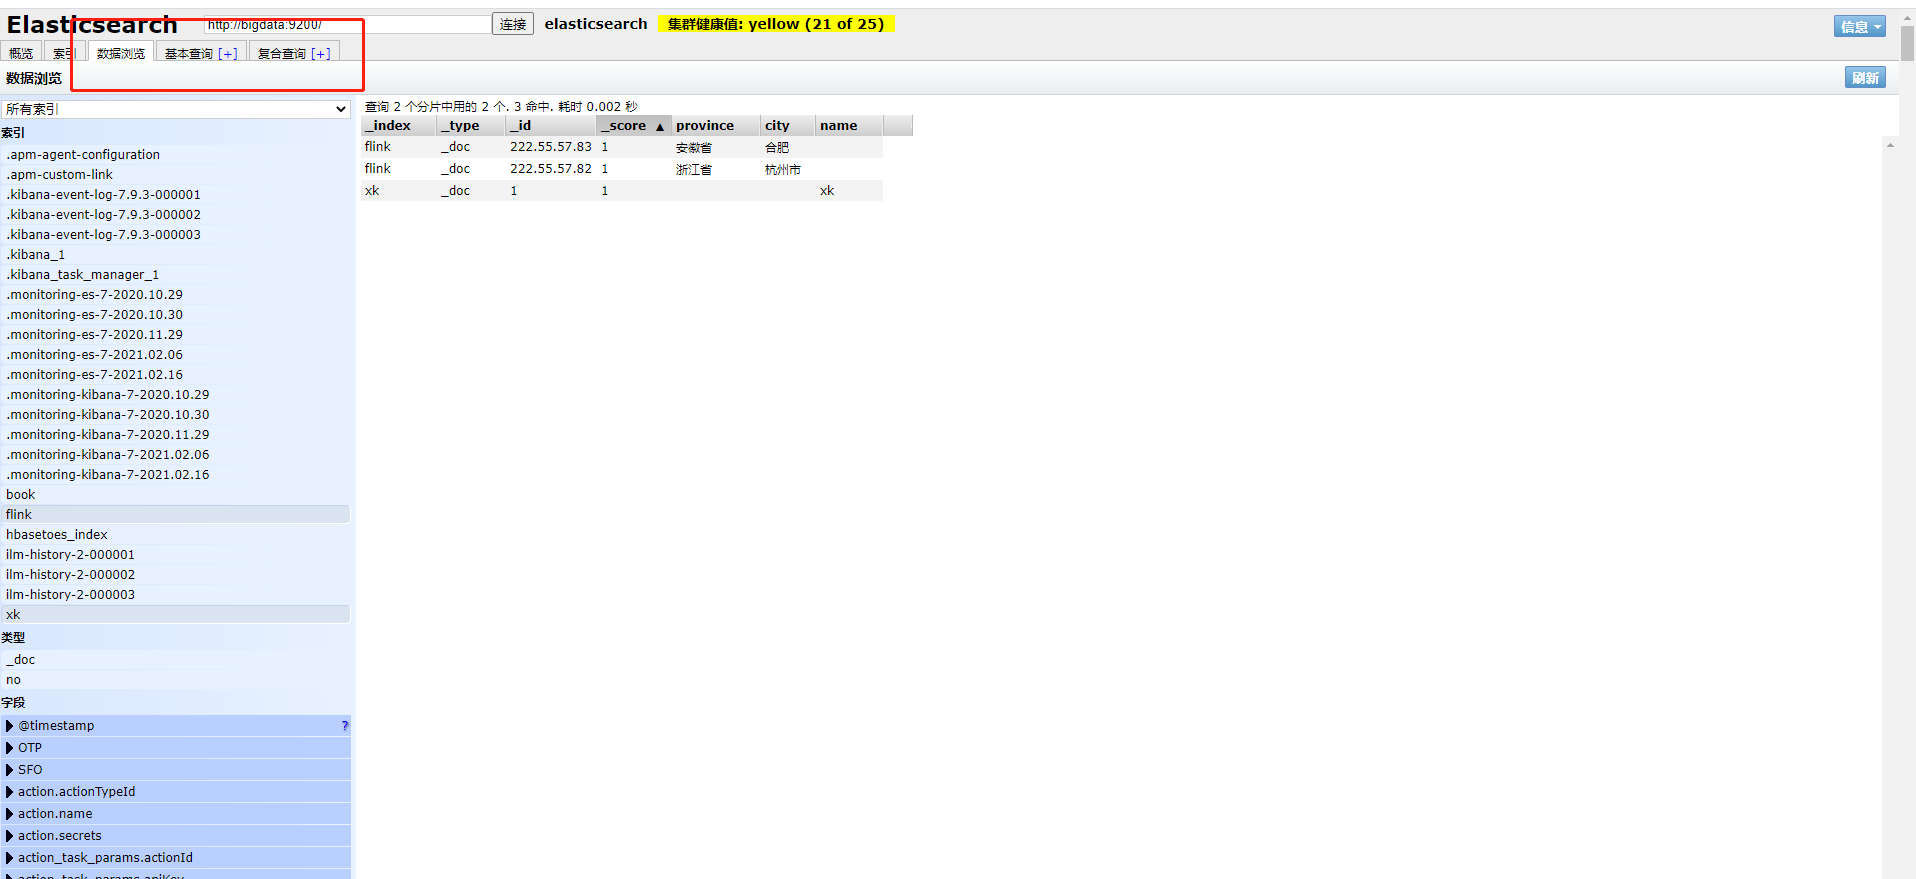 Elasticsearch http://bigdata:9200/ 连接 elasticsearch 集群健康值: yellow (21 of 25) 信息
概览 索引 数据浏览 基本查询 [+] 复合查询 [+]
数据浏览 刷新
所有索引
索引
.apm-agent-configuration
.apm-custom-link
.kibana-event-log-7.9.3-000001
.kibana-event-log-7.9.3-000002
.kibana-event-log-7.9.3-000003
.kibana_1
.kibana_task_manager_1
.monitoring-es-7-2020.10.29
.monitoring-es-7-2020.10.30
.monitoring-es-7-2020.11.29
.monitoring-es-7-2021.02.06
.monitoring-es-7-2021.02.16
.monitoring-kibana-7-2020.10.29
.monitoring-kibana-7-2020.10.30
.monitoring-kibana-7-2020.11.29
.monitoring-kibana-7-2021.02.06
.monitoring-kibana-7-2021.02.16
book
flink
hbasetoes_index
ilm-history-2-000001
ilm-history-2-000002
ilm-history-2-000003
xk
类型
_doc
no
字段
@timestamp ?
OTP
SFO
action.actionTypeId
action.name
action.secrets
action_task_params.actionId
action_task_params.apiKey
查询 2 个分片中用的 2 个. 3 命中. 耗时 0.002 秒
_index _type _id _score ▲ province city name
flink _doc 222.55.57.83 1 安徽省 合肥
flink _doc 222.55.57.82 1 浙江省 杭州市
xk _doc 1 1 xk